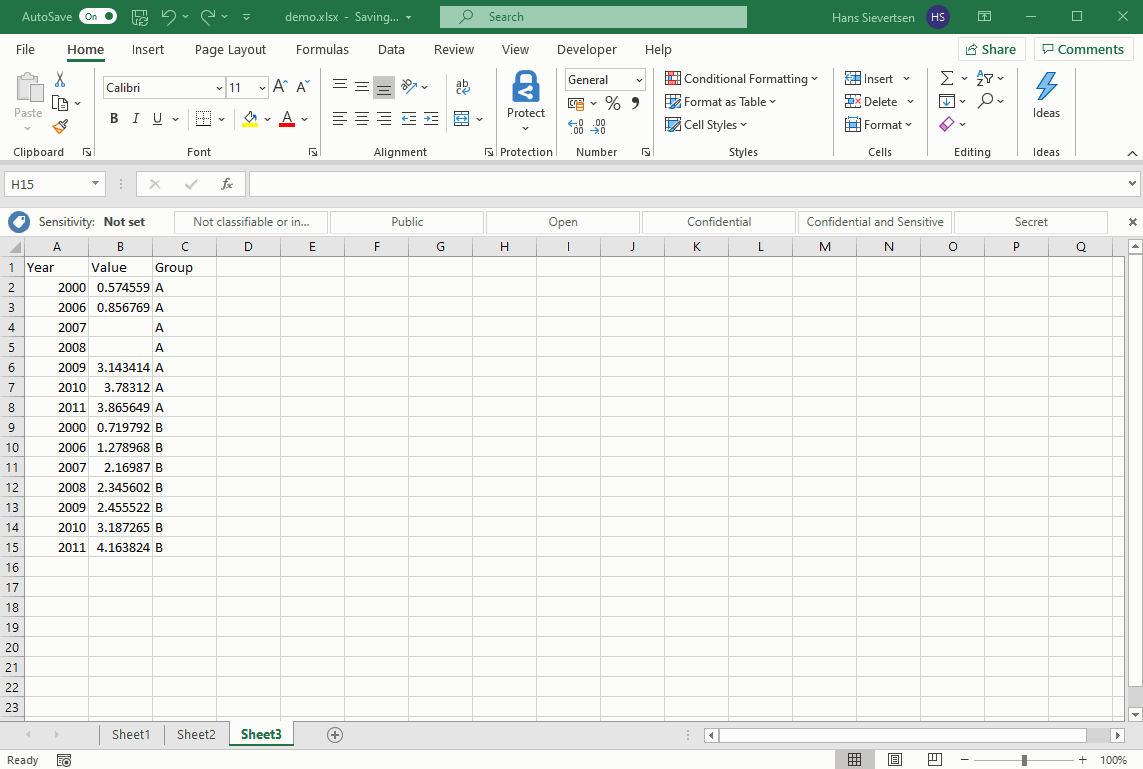 AutoSave On demo.xlsx - Saving... Search Hans Sievertsen HS
File Home Insert Page Layout Formulas Data Review View Developer Help Share Comments
Calibri 11 General Conditional Formatting Insert
Paste B I U Protect % Format as Table Delete Ideas
Cell Styles Format
Clipboard Font Alignment Protection Number Styles Cells Editing Ideas
H15 fx
Sensitivity: Not set Not classifiable or in... Public Open Confidential Confidential and Sensitive Secret
A B C D E F G H I J K L M N O P Q
1 Year Value Group
2 2000 0.574559 A
3 2006 0.856769 A
4 2007 A
5 2008 A
6 2009 3.143414 A
7 2010 3.78312 A
8 2011 3.865649 A
9 2000 0.719792 B
10 2006 1.278968 B
11 2007 2.16987 B
12 2008 2.345602 B
13 2009 2.455522 B
14 2010 3.187265 B
15 2011 4.163824 B
16
17
18
19
20
21
22
23
Sheet1 Sheet2 Sheet3
Ready 100%